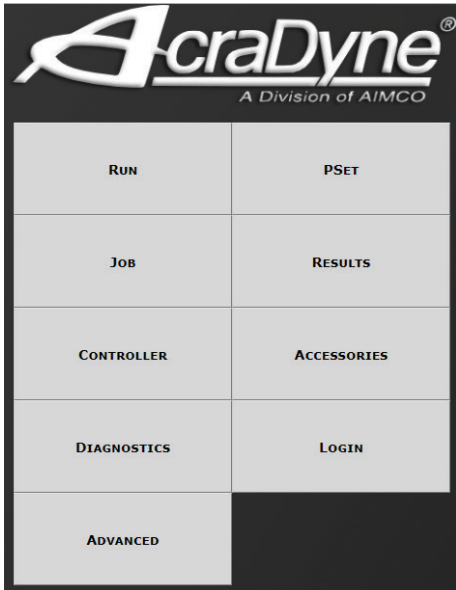 AcraDyne®
A Division of AIMCO
RUN PSET
JOB RESULTS
CONTROLLER ACCESSORIES
DIAGNOSTICS LOGIN
ADVANCED